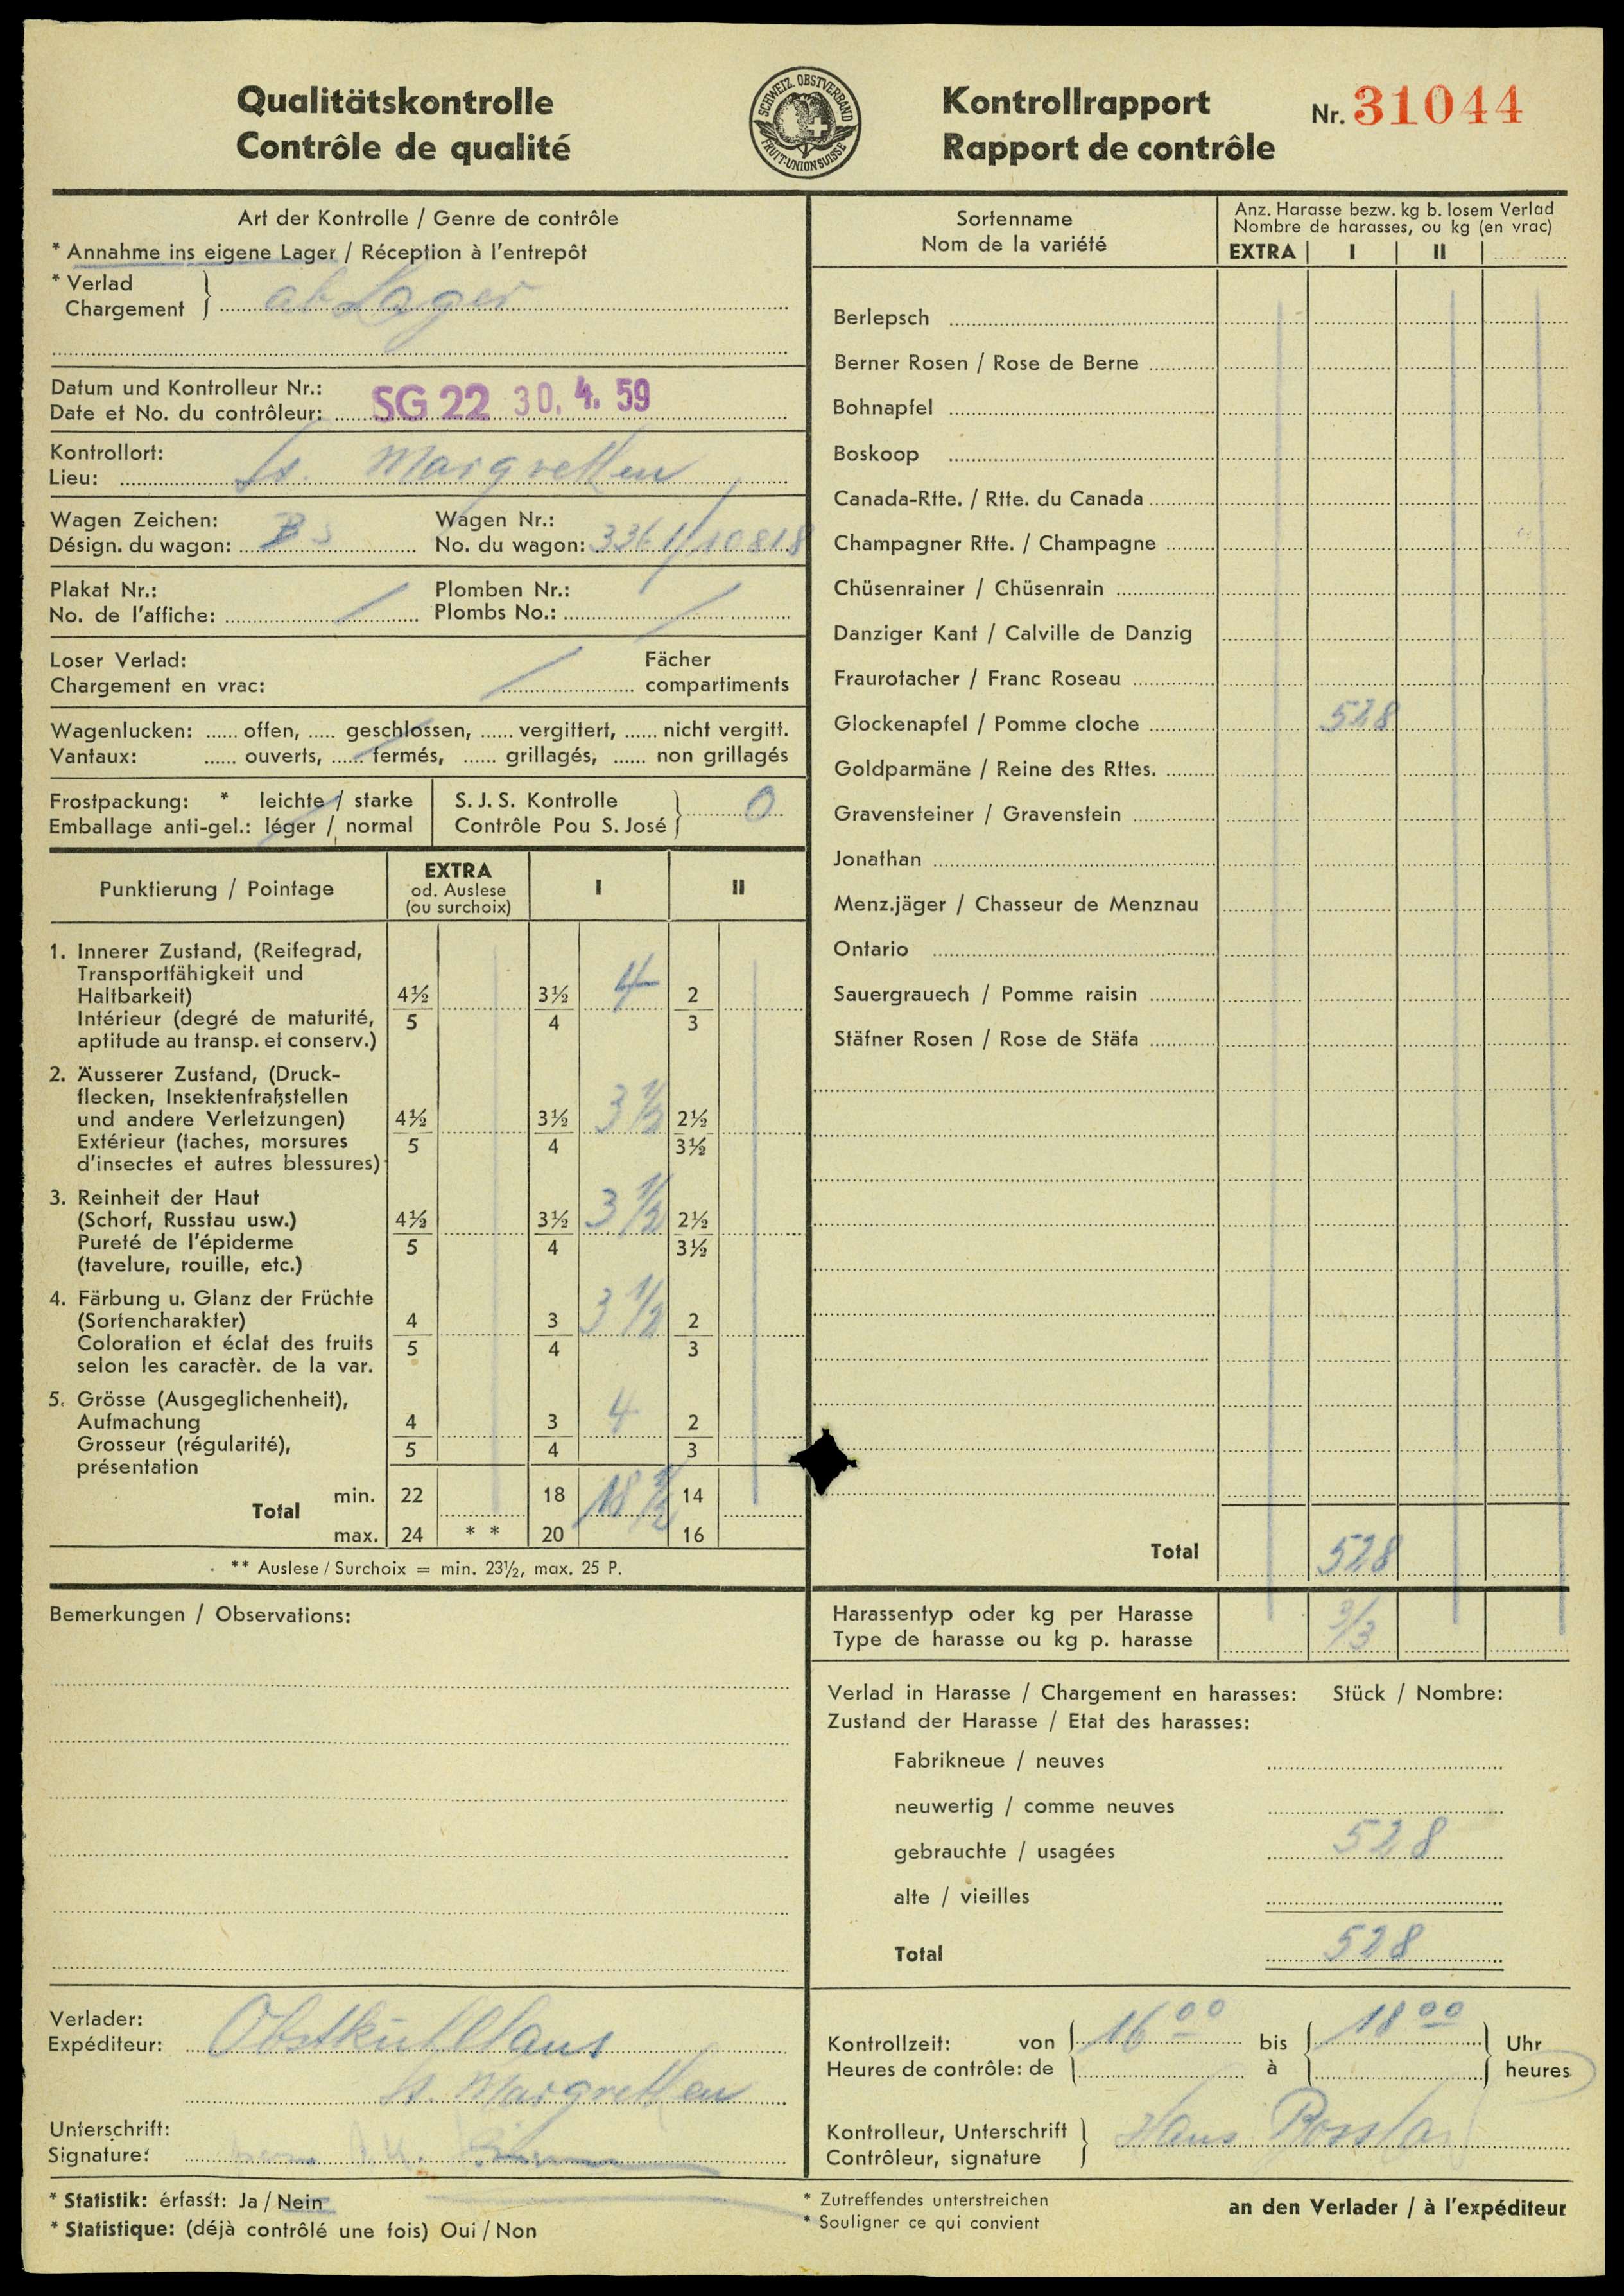 Qualitätskontrolle
Contrôle de qualité
SCHWEIZ. OBSTVERBAND
FRUIT-UNION SUISSE
Kontrollrapport
Rapport de contrôle
Nr. 31044
Art der Kontrolle / Genre de contrôle
* Annahme ins eigene Lager / Réception à l'entrepôt
* Verlad
Chargement } ab Lager
Datum und Kontrolleur Nr.:
Date et No. du contrôleur: SG 22 30. 4. 59
Kontrollort:
Lieu: St. Margrethen
Wagen Zeichen: Wagen Nr.:
Désign. du wagon: No. du wagon: 3361/10818
Plakat Nr.: Plomben Nr.:
No. de l'affiche: / Plombs No.: /
Loser Verlad: Fächer
Chargement en vrac: / compartiments
Wagenlucken: ...... offen, ..... geschlossen, ...... vergittert, ...... nicht vergitt.
Vantaux: ...... ouverts, ...... fermés, ...... grillagés, ...... non grillagés
Frostpackung: * leichte / starke
Emballage anti-gel.: léger / normal
S. J. S. Kontrolle
Contrôle Pou S. José } 0
Punktierung / Pointage
EXTRA
od. Auslese
(ou surchoix)
I II
1. Innerer Zustand, (Reifegrad,
Transportfähigkeit und
Haltbarkeit) 4½ 3½ 4 2
Intérieur (degré de maturité, 5 4 3
aptitude au transp. et conserv.)
2. Äusserer Zustand, (Druck-
flecken, Insektenfraßstellen
und andere Verletzungen) 4½ 3½ 3 1/2 2½
Extérieur (taches, morsures 5 4 3½
d'insectes et autres blessures)
3. Reinheit der Haut
(Schorf, Russtau usw.) 4½ 3½ 3 1/2 2½
Pureté de l'épiderme 5 4 3½
(tavelure, rouille, etc.)
4. Färbung u. Glanz der Früchte
(Sortencharakter) 4 3 3 1/2 2
Coloration et éclat des fruits 5 4 3
selon les caractèr. de la var.
5. Grösse (Ausgeglichenheit),
Aufmachung 4 3 4 2
Grosseur (régularité), 5 4 3
présentation
Total min. 22 18 18 1/2 14
max. 24 * * 20 16
** Auslese / Surchoix = min. 23½, max. 25 P.
Bemerkungen / Observations:
Verlader:
Expéditeur: Obstkühlhaus
St. Margrethen
Unterschrift:
Signature:
* Statistik: erfasst: Ja / Nein
* Statistique: (déjà contrôlé une fois) Oui / Non
Sortenname
Nom de la variété
Anz. Harasse bezw. kg b. losem Verlad
Nombre de harasses, ou kg (en vrac)
EXTRA I II
Berlepsch
Berner Rosen / Rose de Berne
Bohnapfel
Boskoop
Canada-Rtte. / Rtte. du Canada
Champagner Rtte. / Champagne
Chüsenrainer / Chüsenrain
Danziger Kant / Calville de Danzig
Fraurotacher / Franc Roseau
Glockenapfel / Pomme cloche 528
Goldparmäne / Reine des Rttes.
Gravensteiner / Gravenstein
Jonathan
Menz.jäger / Chasseur de Menznau
Ontario
Sauergrauech / Pomme raisin
Stäfner Rosen / Rose de Stäfa
Total 528
Harassentyp oder kg per Harasse
Type de harasse ou kg p. harasse 3/3
Verlad in Harasse / Chargement en harasses: Stück / Nombre:
Zustand der Harasse / Etat des harasses:
Fabrikneue / neuves
neuwertig / comme neuves
gebrauchte / usagées 528
alte / vieilles
Total 528
Kontrollzeit: von 16 00 bis 18 00 Uhr
Heures de contrôle: de à heures
Kontrolleur, Unterschrift
Contrôleur, signature } Hans
* Zutreffendes unterstreichen
* Souligner ce qui convient
an den Verlader / à l'expéditeur